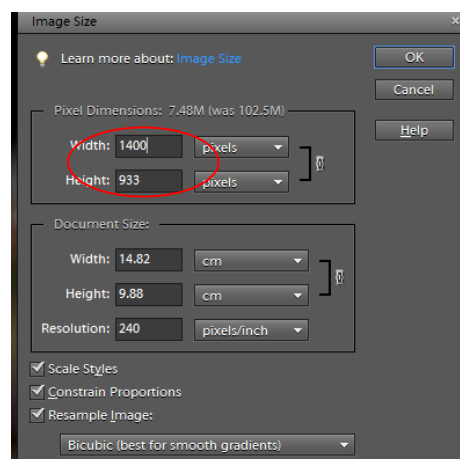 Image Size
x
Learn more about: Image Size
OK
Cancel
Help
Pixel Dimensions: 7.48M (was 102.5M)
Width: 1400 pixels
Height: 933 pixels
Document Size:
Width: 14.82 cm
Height: 9.88 cm
Resolution: 240 pixels/inch
Scale Styles
Constrain Proportions
Resample Image:
Bicubic (best for smooth gradients)